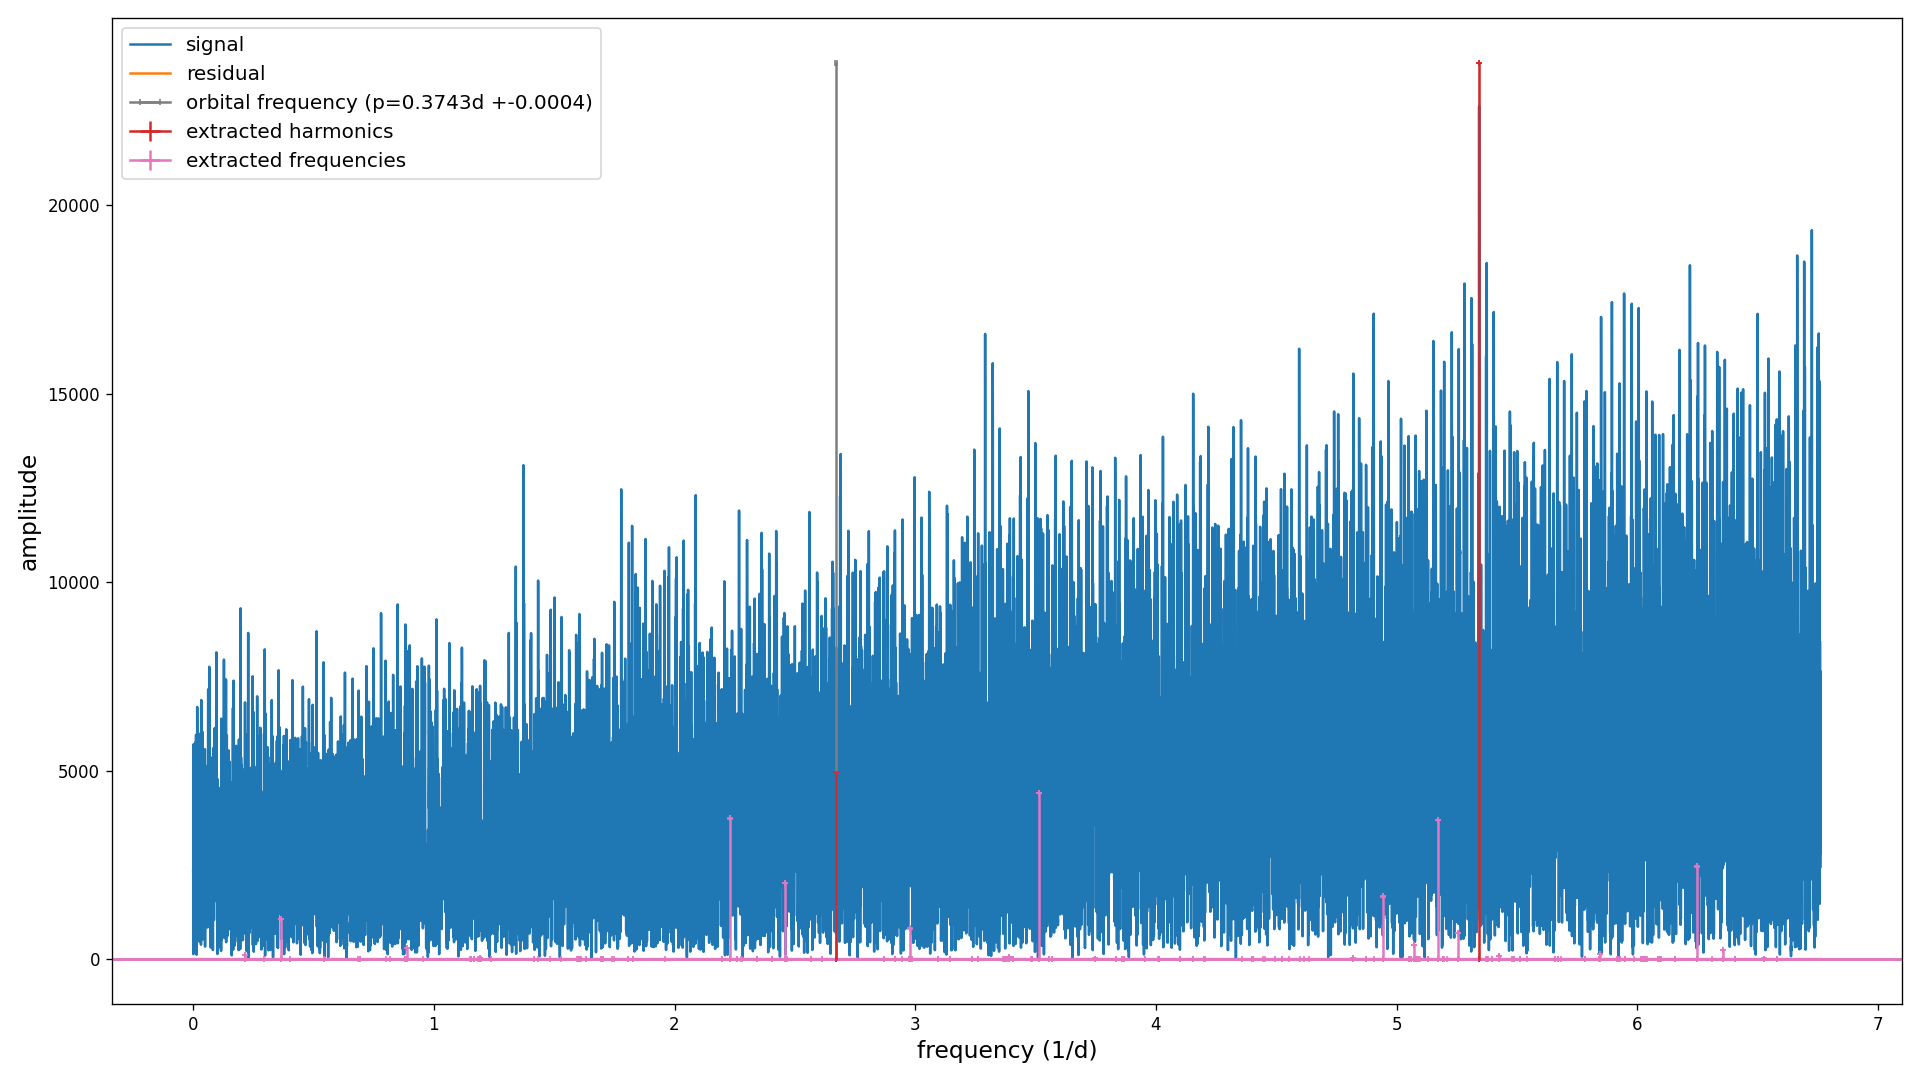 signal
residual
orbital frequency (p=0.3743d +-0.0004)
extracted harmonics
extracted frequencies
amplitude
20000
15000
10000
5000
0
0 1 2 3 4 5 6 7
frequency (1/d)